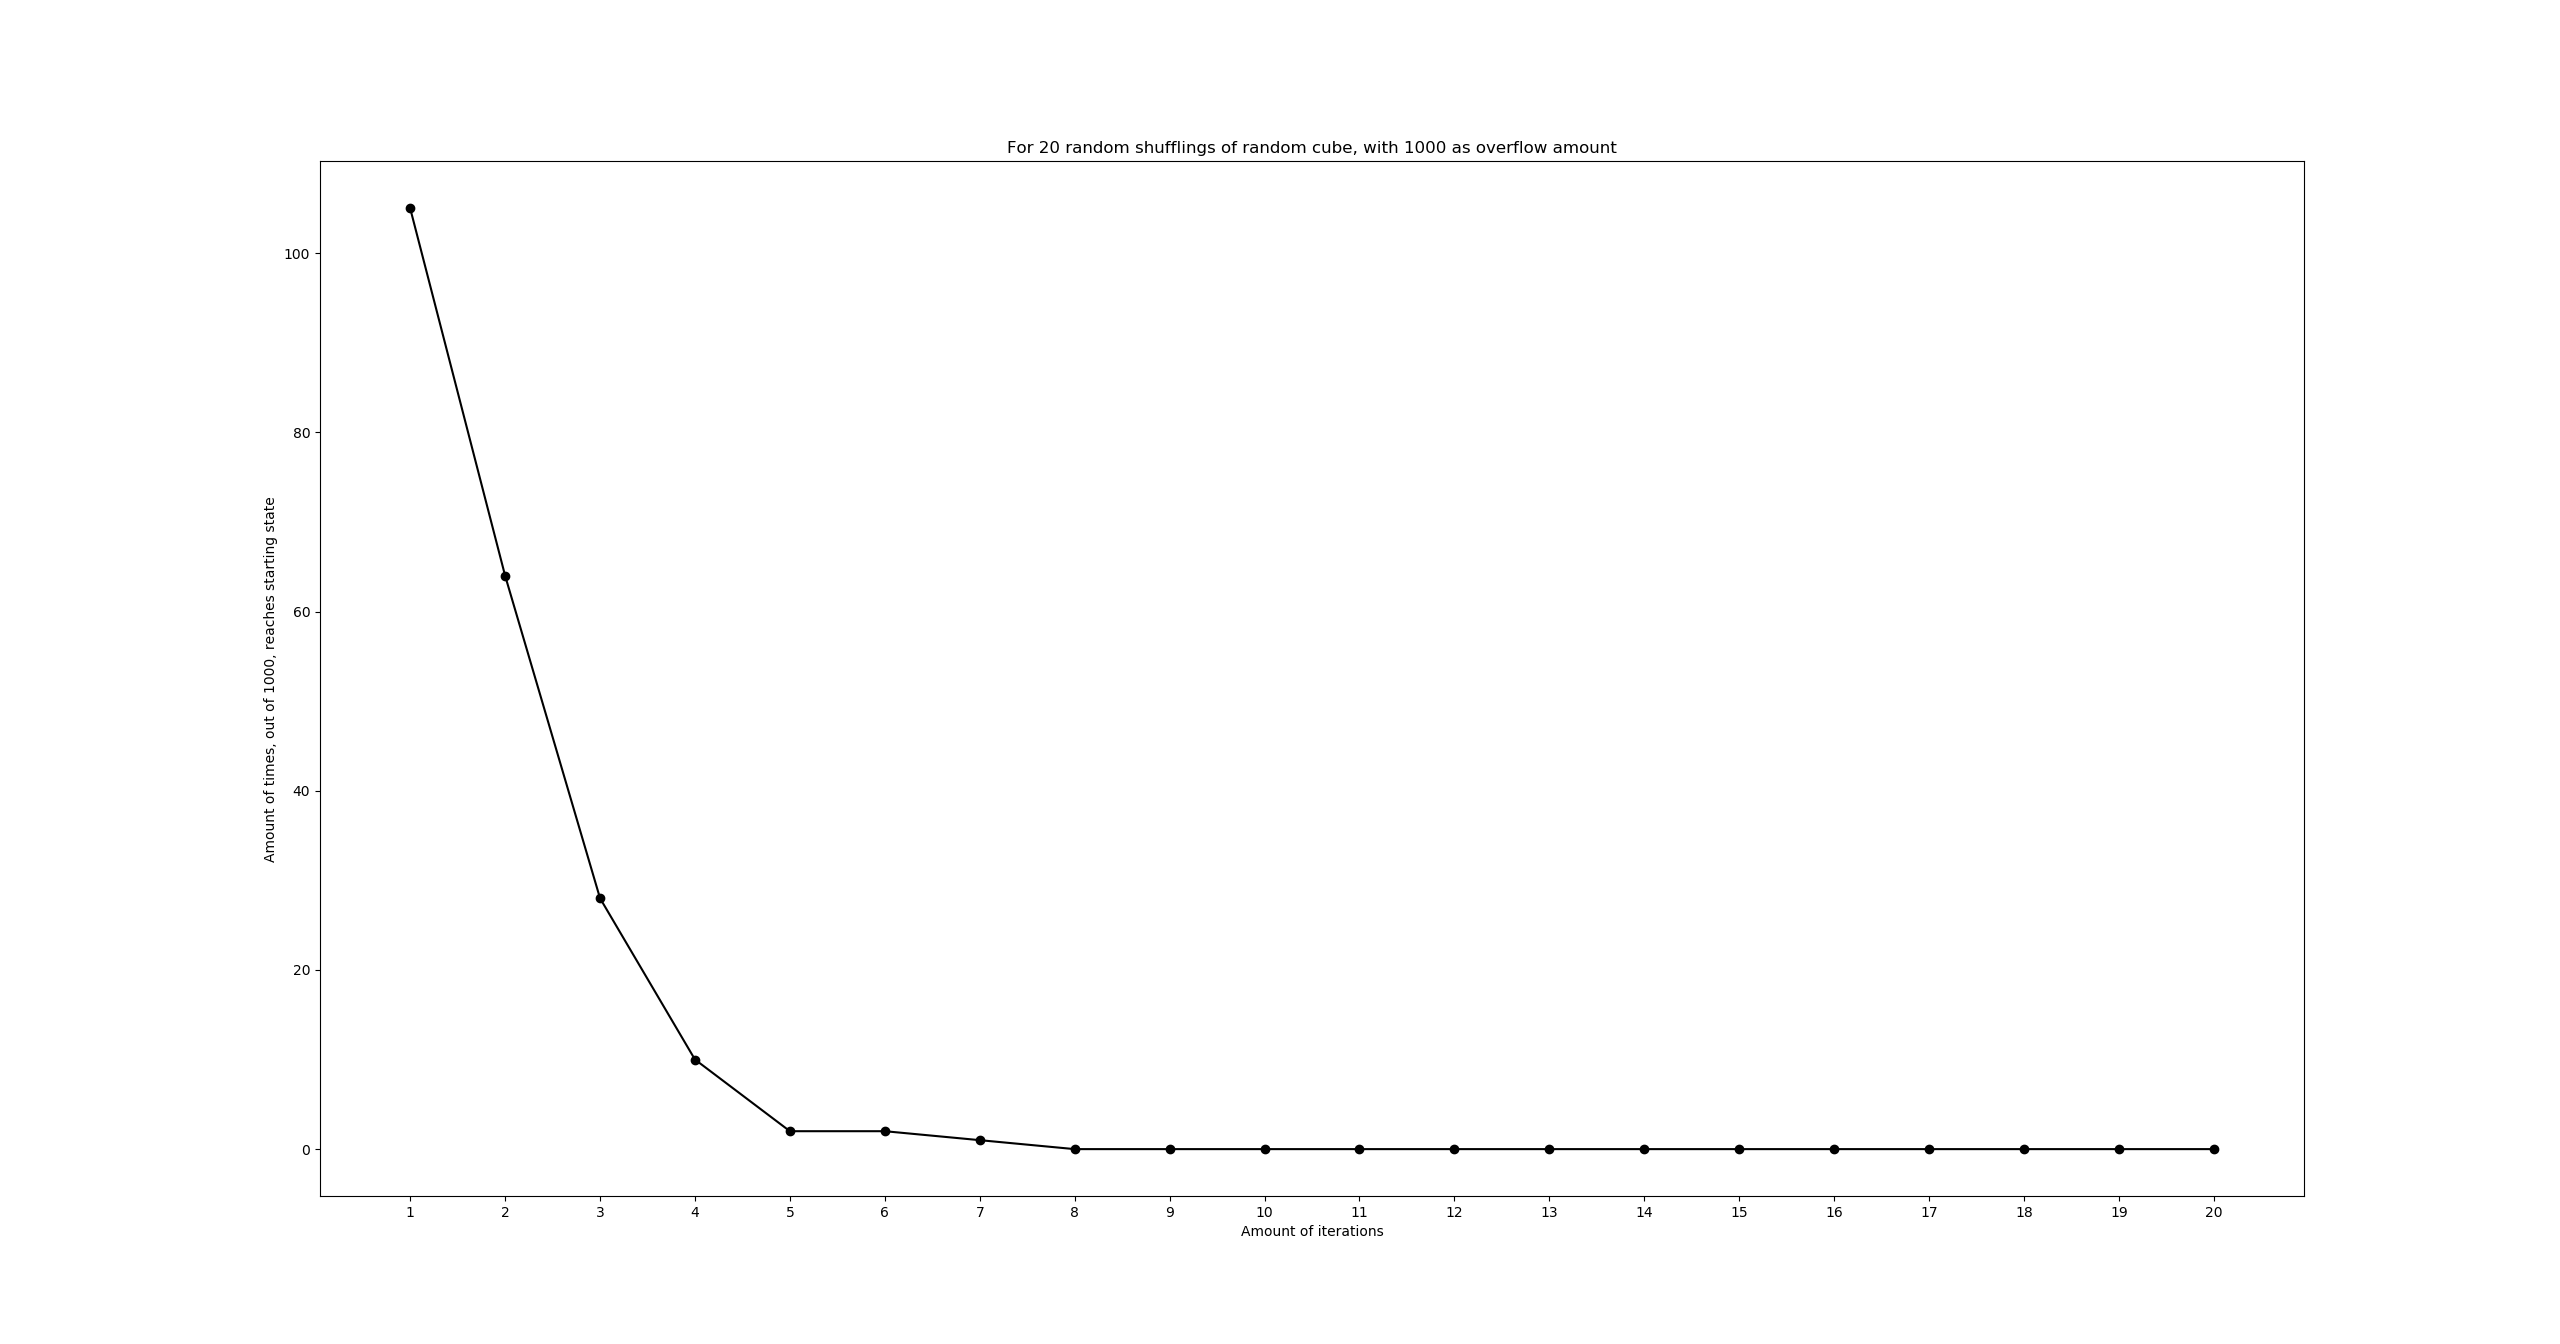 For 20 random shufflings of random cube, with 1000 as overflow amount
Amount of times, out of 1000, reaches starting state
100
80
60
40
20
0
1 2 3 4 5 6 7 8 9 10 11 12 13 14 15 16 17 18 19 20
Amount of iterations